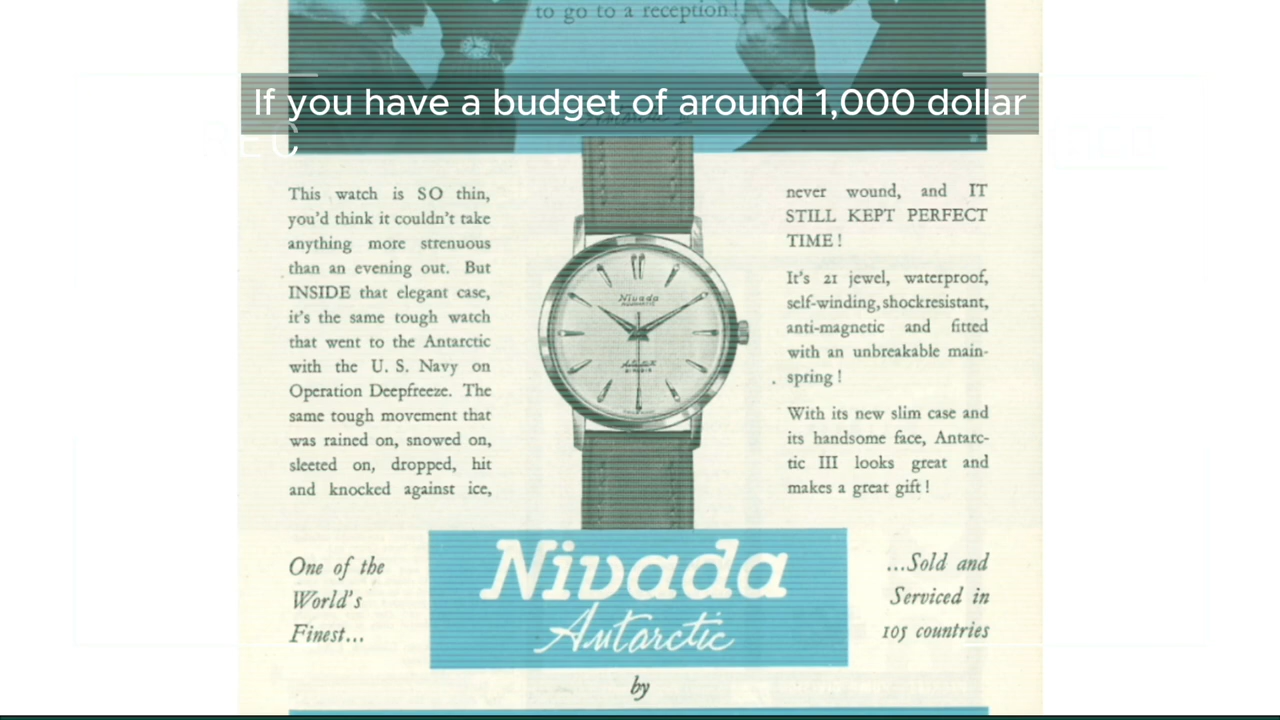 to go to a reception!
If you have a budget of around 1,000 dollar
REC
This watch is SO thin,
you'd think it couldn't take
anything more strenuous
than an evening out. But
INSIDE that elegant case,
it's the same tough watch
that went to the Antarctic
with the U. S. Navy on
Operation Deepfreeze. The
same tough movement that
was rained on, snowed on,
sleeted on, dropped, hit
and knocked against ice,
never wound, and IT
STILL KEPT PERFECT
TIME!
It's 21 jewel, waterproof,
self-winding, shockresistant,
anti-magnetic and fitted
with an unbreakable main-
spring!
With its new slim case and
its handsome face, Antarc-
tic III looks great and
makes a great gift!
Nivada
One of the
World's
Finest...
Nivada
Antarctic
by
...Sold and
Serviced in
105 countries